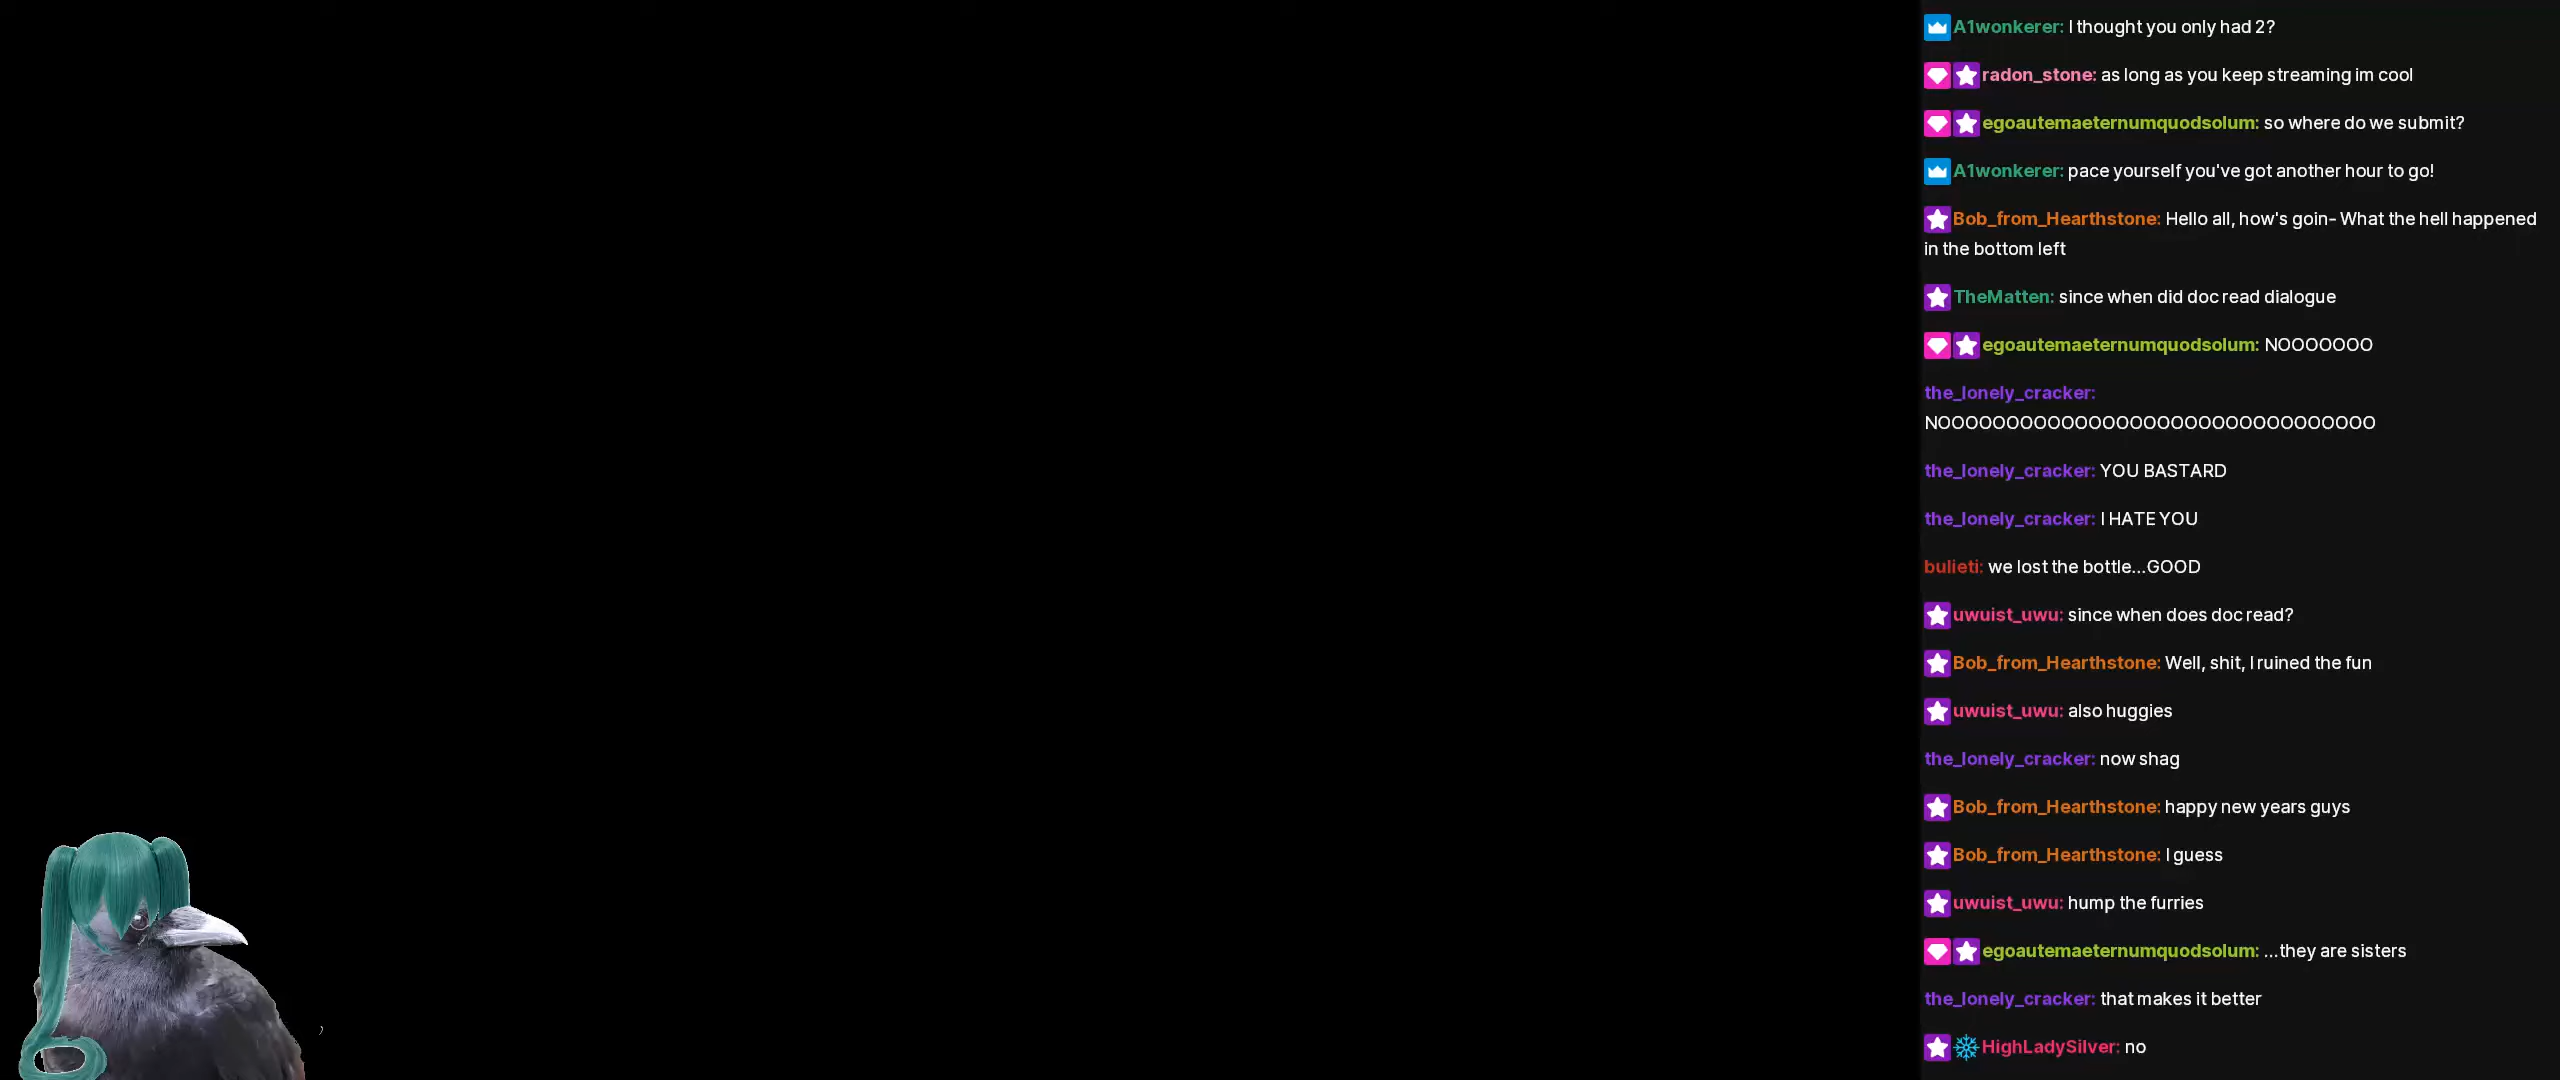 A1wonkerer: I thought you only had 2?
radon_stone: as long as you keep streaming im cool
egoautemaeternumquodsolum: so where do we submit?
A1wonkerer: pace yourself you've got another hour to go!
Bob_from_Hearthstone: Hello all, how's goin- What the hell happened
in the bottom left
TheMatten: since when did doc read dialogue
egoautemaeternumquodsolum: NOOOOOOO
the_lonely_cracker:
NOOOOOOOOOOOOOOOOOOOOOOOOOOOOOOOO
the_lonely_cracker: YOU BASTARD
the_lonely_cracker: I HATE YOU
bulieti: we lost the bottle...GOOD
uwuist_uwu: since when does doc read?
Bob_from_Hearthstone: Well, shit, I ruined the fun
uwuist_uwu: also huggies
the_lonely_cracker: now shag
Bob_from_Hearthstone: happy new years guys
Bob_from_Hearthstone: I guess
uwuist_uwu: hump the furries
egoautemaeternumquodsolum: ...they are sisters
the_lonely_cracker: that makes it better
HighLadySilver: no